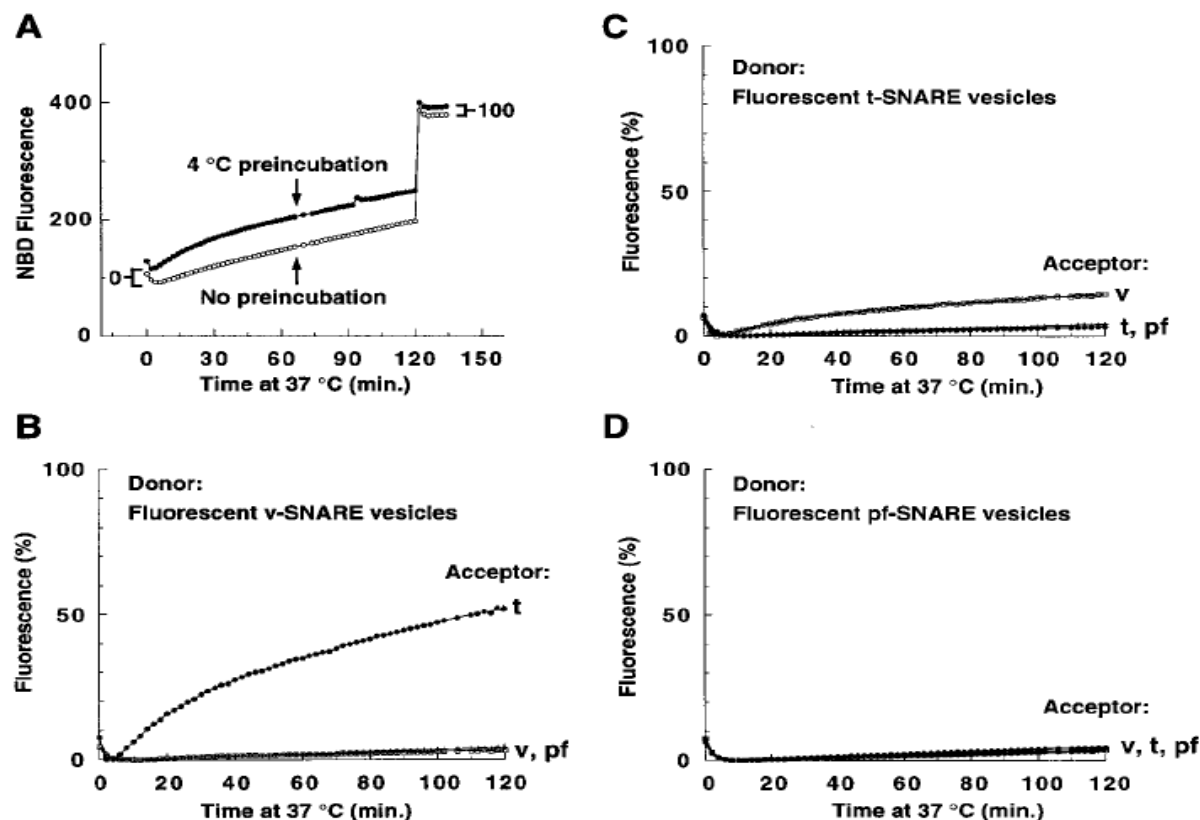 A
NBD Fluorescence
400
200
0
4 °C preincubation
No preincubation
0
100
0 30 60 90 120 150
Time at 37 °C (min.)
B
Fluorescence (%)
100
50
0
Donor:
Fluorescent v-SNARE vesicles
Acceptor:
t
v, pf
0 20 40 60 80 100 120
Time at 37 °C (min.)
C
Fluorescence (%)
100
50
0
Donor:
Fluorescent t-SNARE vesicles
Acceptor:
v
t, pf
0 20 40 60 80 100 120
Time at 37 °C (min.)
D
Fluorescence (%)
100
50
0
Donor:
Fluorescent pf-SNARE vesicles
Acceptor:
v, t, pf
0 20 40 60 80 100 120
Time at 37 °C (min.)